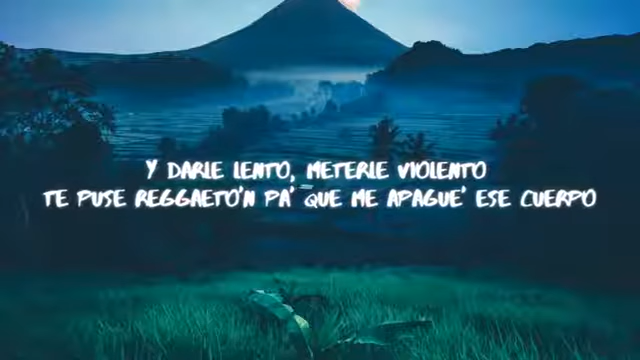 Y DARLE LENTO, METERLE VIOLENTO
TE PUSE REGGAETO'N PA' QUE ME APAGUE' ESE CUERPO